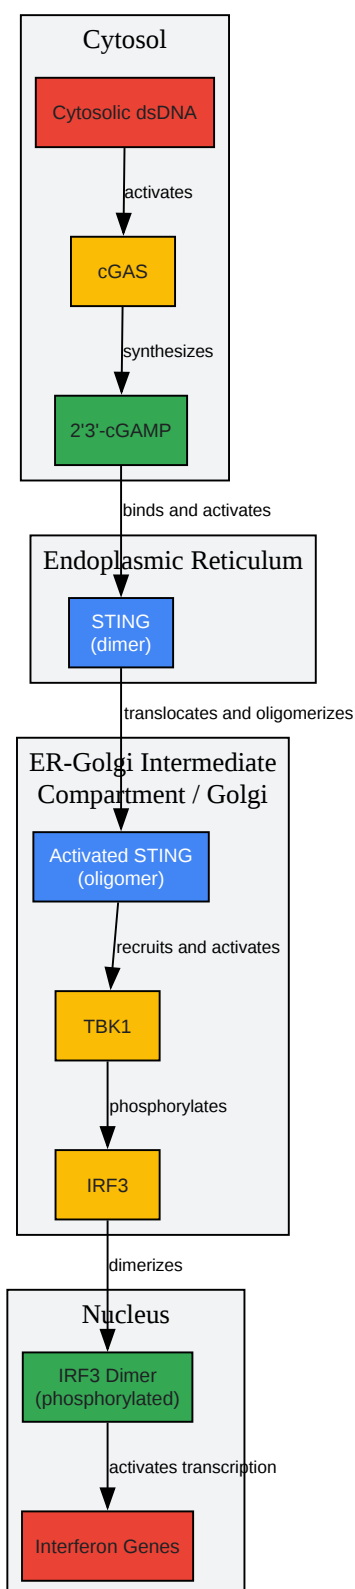 Cytosol
Cytosolic dsDNA
activates
cGAS
synthesizes
2'3'-cGAMP
binds and activates
Endoplasmic Reticulum
STING
(dimer)
translocates and oligomerizes
ER-Golgi Intermediate
Compartment / Golgi
Activated STING
(oligomer)
recruits and activates
TBK1
phosphorylates
IRF3
dimerizes
Nucleus
IRF3 Dimer
(phosphorylated)
activates transcription
Interferon Genes